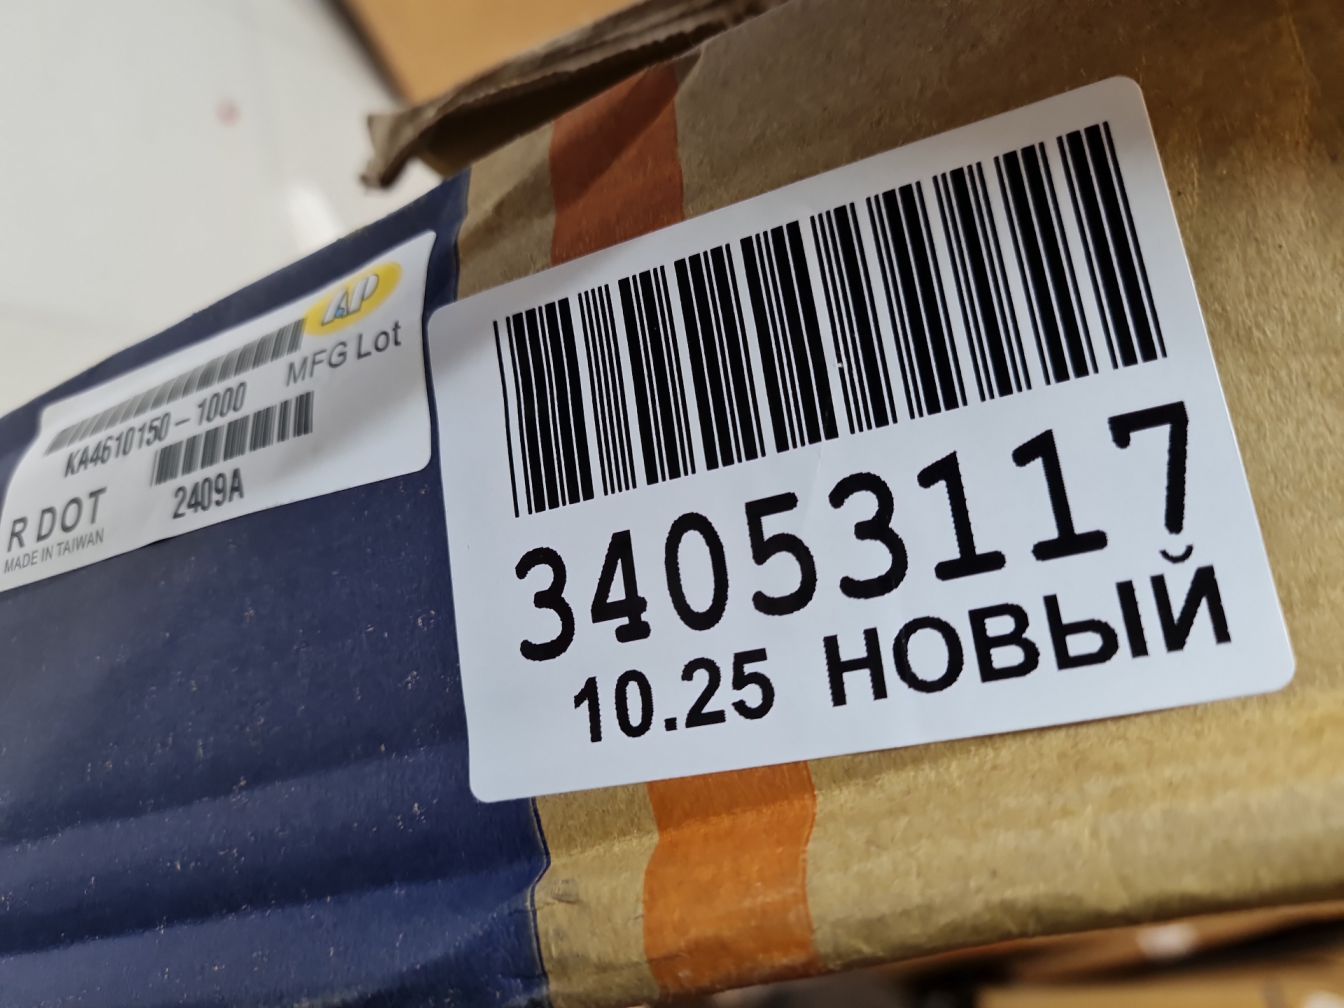 AP
MFG Lot
KA4610150-1000
2409A
R DOT
MADE IN TAIWAN
34053117
10.25 НОВЫЙ